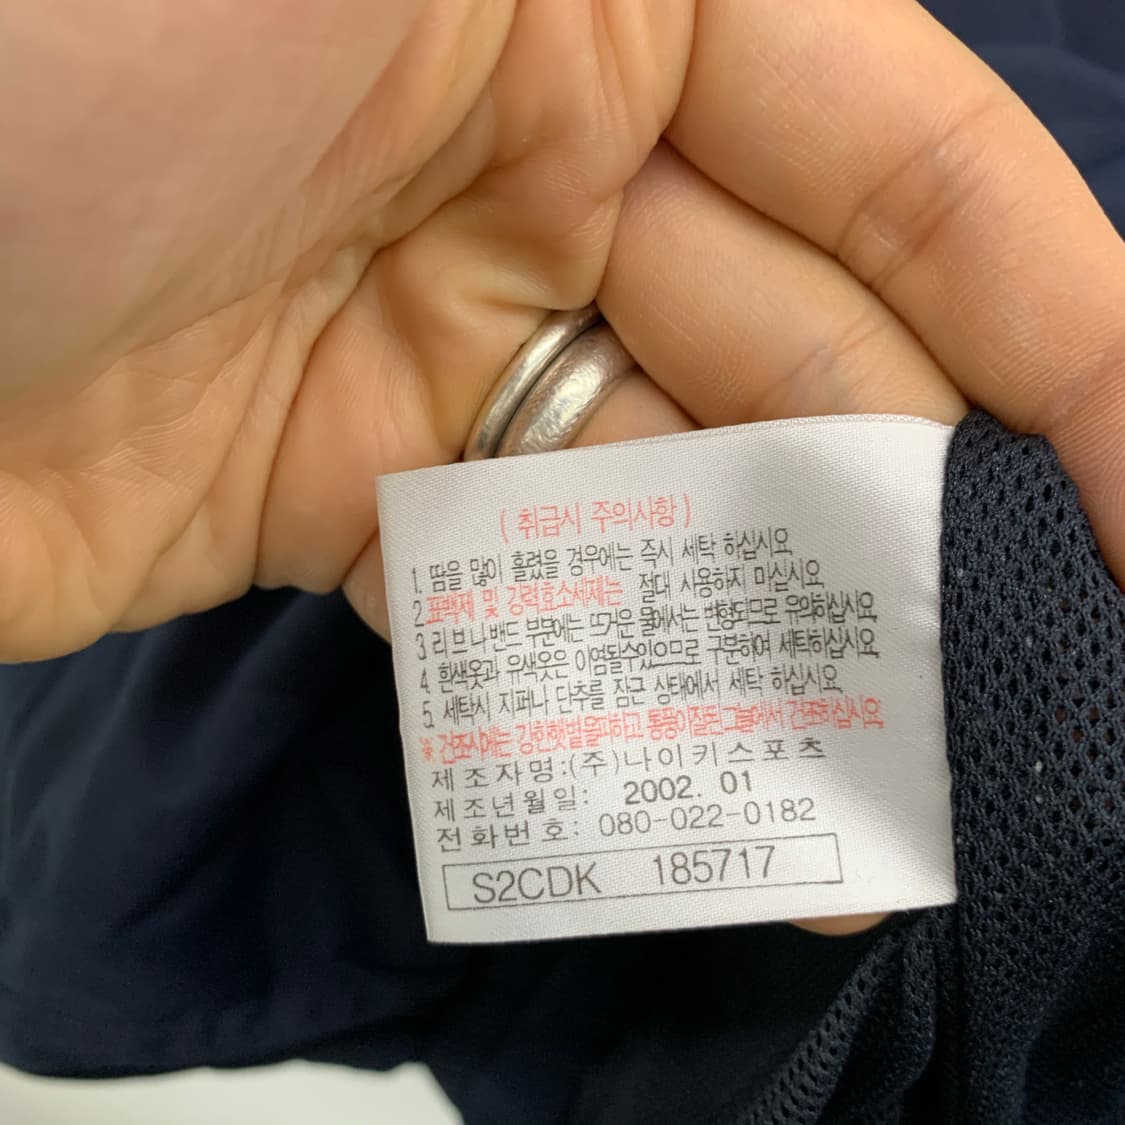 ( 취급시 주의사항 )
1. 땀을 많이 흘렸을 경우에는 즉시 세탁 하십시요
2. 표백제 및 강력효소세제는 절대 사용하지 마십시요
3. 리브나 밴드 부분에는 뜨거운 물에서는 변형되므로 유의하십시요
4. 흰색옷과 유색옷은 이염될수있으므로 구분하여 세탁하십시요
5. 세탁시 지퍼나 단추를 잠근 상태에서 세탁 하십시요
※ 건조시에는 강한햇빛을피하고 통풍이잘된그늘에서 건조하십시요
제조자명:(주)나이키스포츠
제조년월일: 2002. 01
전화번호: 080-022-0182
S2CDK 185717